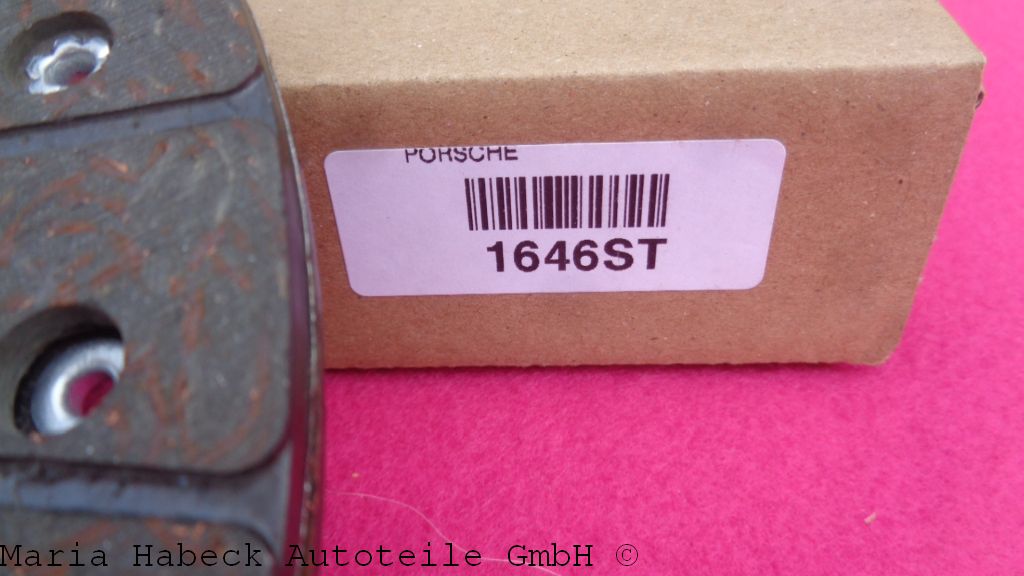 PORSCHE
1646ST
Maria Habeck Autoteile GmbH ©